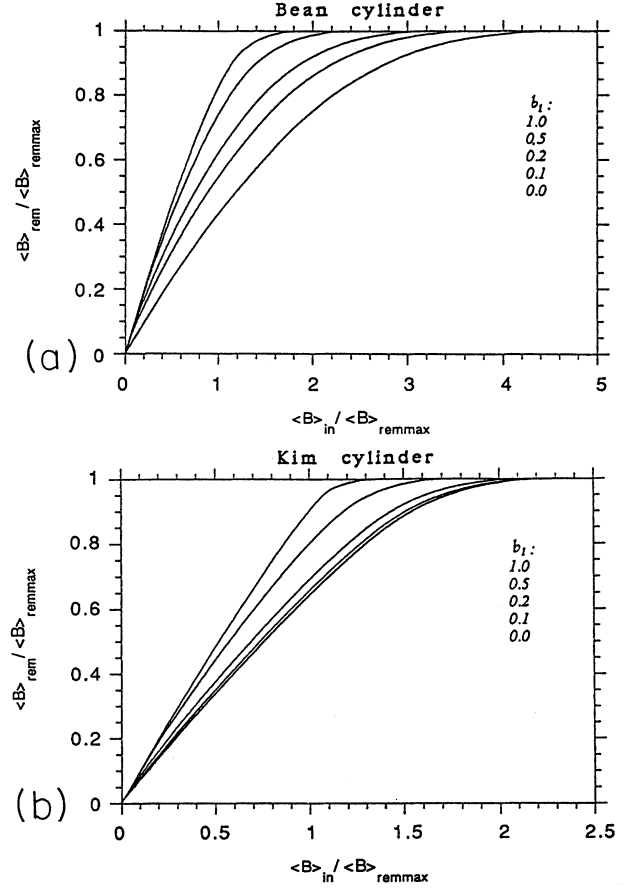 Bean cylinder
1
0.8
0.6
0.4
0.2
0
<B>rem / <B>remmax
b1 :
1.0
0.5
0.2
0.1
0.0
(a)
0 1 2 3 4 5
<B>in / <B>remmax
Kim cylinder
1
0.8
0.6
0.4
0.2
0
<B>rem / <B>remmax
b1 :
1.0
0.5
0.2
0.1
0.0
(b)
0 0.5 1 1.5 2 2.5
<B>in / <B>remmax